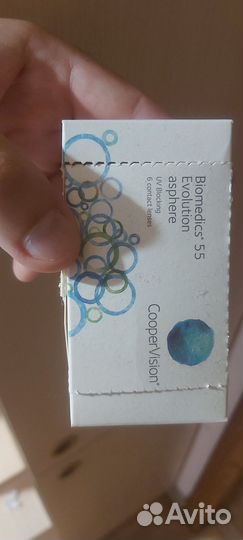 Biomedics® 55
Evolution
asphere
UV Blocking
6 contact lenses
CooperVision®
Avito